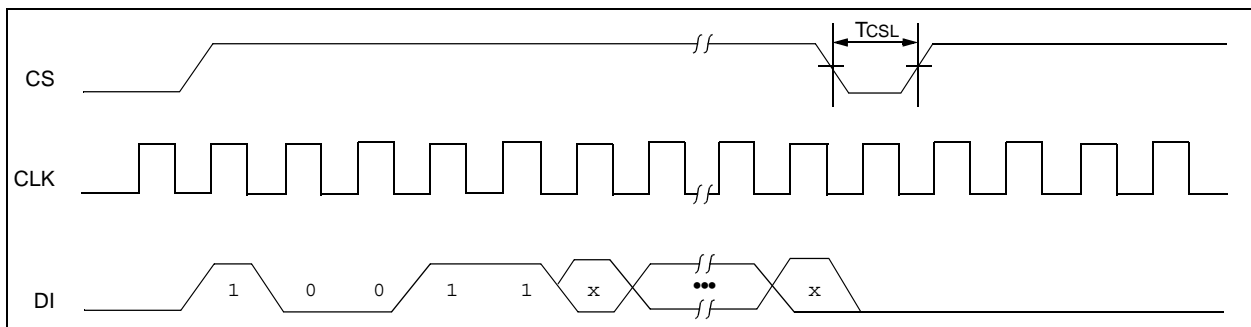 TCSL
CS
CLK
DI
1 0 0 1 1 x ••• x